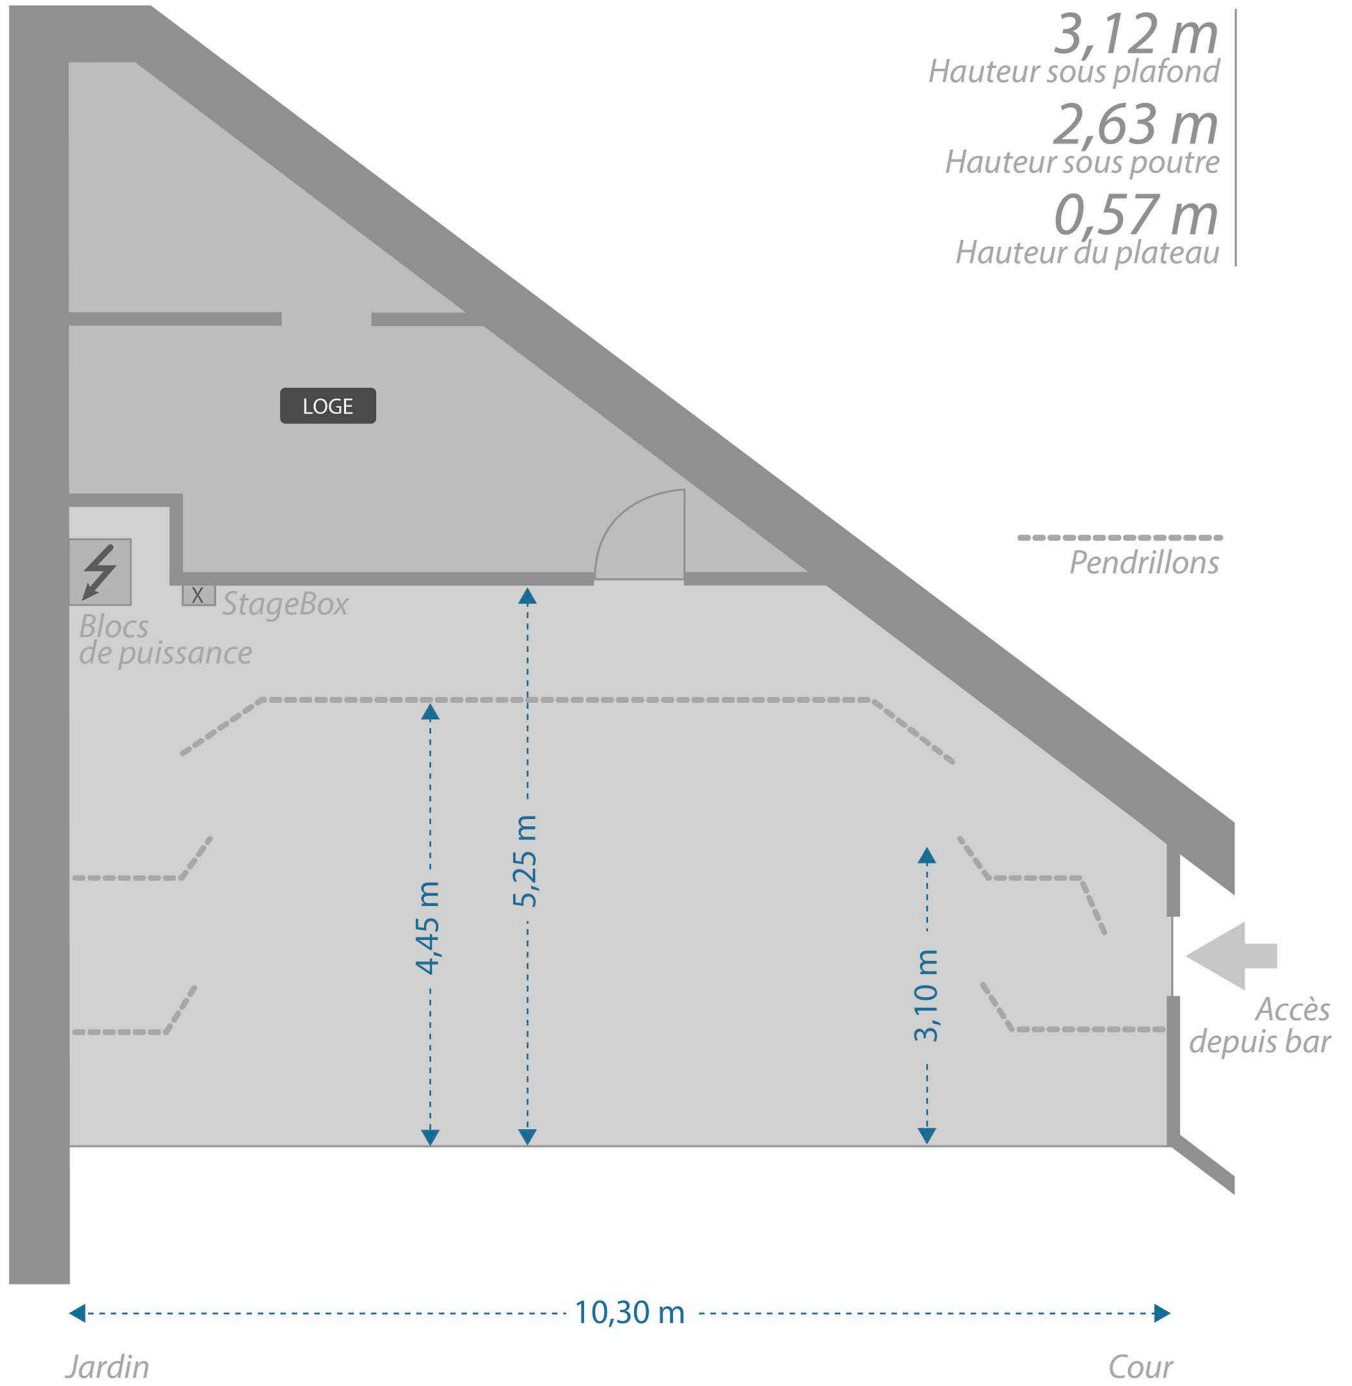 3,12 m
Hauteur sous plafond
2,63 m
Hauteur sous poutre
0,57 m
Hauteur du plateau
LOGE
Pendrillons
X
StageBox
Blocs
de puissance
4,45 m
5,25 m
3,10 m
Accès
depuis bar
10,30 m
Jardin
Cour